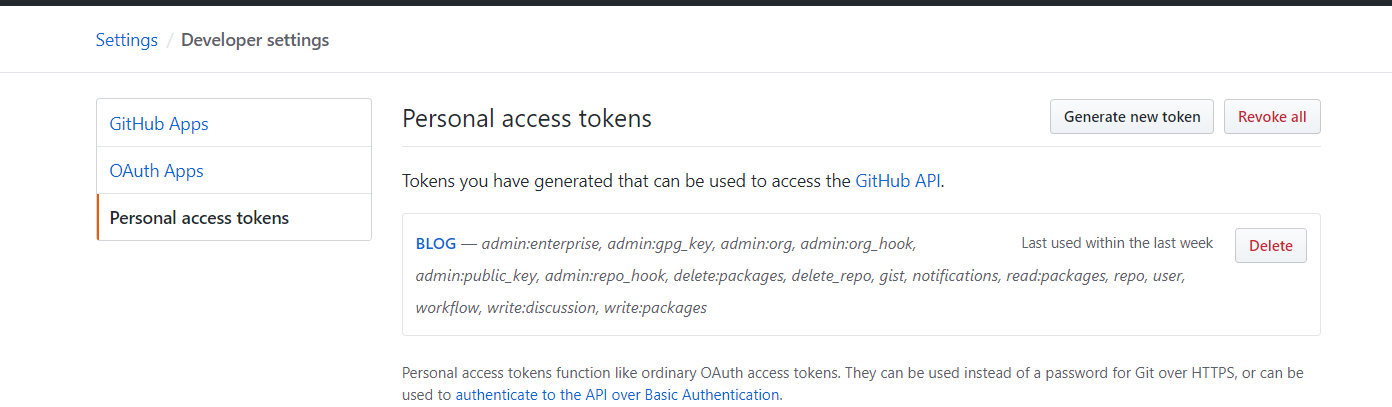 Settings / Developer settings
GitHub Apps
OAuth Apps
Personal access tokens
Personal access tokens
Generate new token
Revoke all
Tokens you have generated that can be used to access the GitHub API.
BLOG — admin:enterprise, admin:gpg_key, admin:org, admin:org_hook,
admin:public_key, admin:repo_hook, delete:packages, delete_repo, gist, notifications, read:packages, repo, user,
workflow, write:discussion, write:packages
Last used within the last week
Delete
Personal access tokens function like ordinary OAuth access tokens. They can be used instead of a password for Git over HTTPS, or can be
used to authenticate to the API over Basic Authentication.